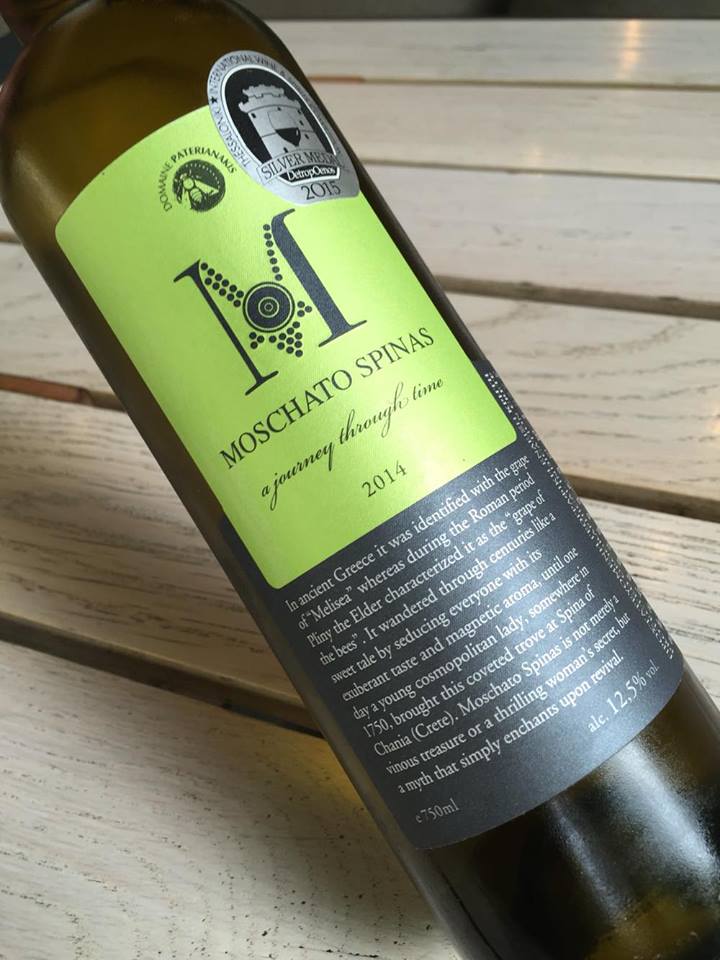 THESSALONIKI ★ INTERNATIONAL WINE &
SILVER MEDAL
DetropOenos
2015
DOMAINE PATERIANAKIS
M
MOSCHATO SPINAS
a journey through time
2014
In ancient Greece it was identified with the grape
of "Melisea" whereas during the Roman period
Pliny the Elder characterized it as the "grape of
the bees". It wandered through centuries like a
sweet tale by seducing everyone with its
exuberant taste and magnetic aroma, until one
day a young cosmopolitan lady, somewhere in
1750, brought this coveted trove at Spina of
Chania (Crete). Moschato Spinas is not merely a
vinous treasure or a thrilling woman's secret, but
a myth that simply enchants upon revival.
alc. 12,5% vol.
e750ml